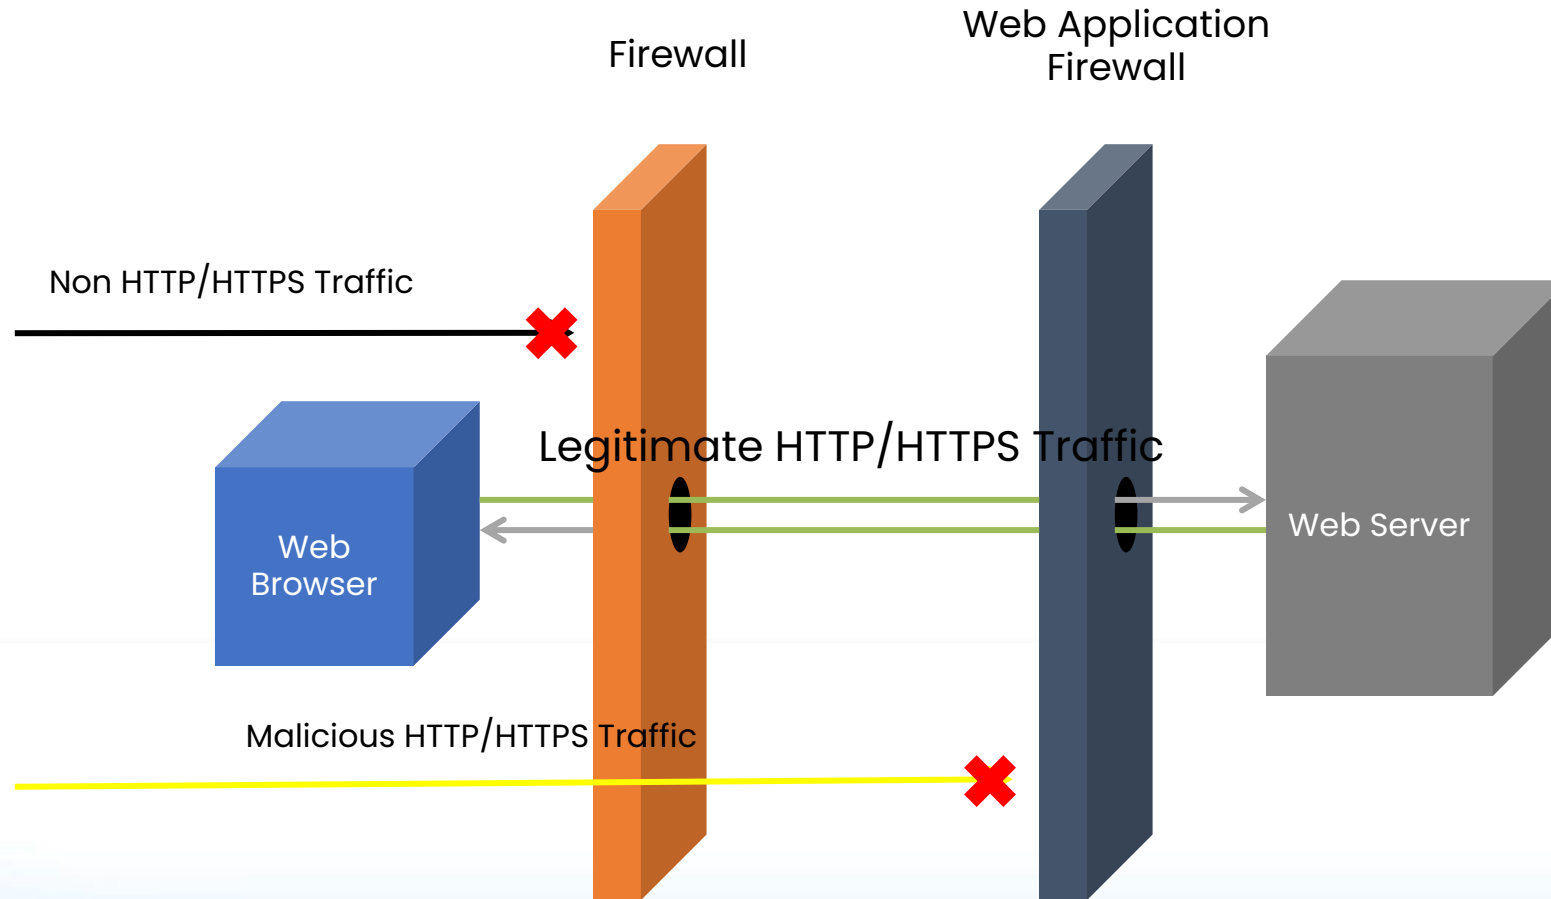 Firewall
Web Application
Firewall
Non HTTP/HTTPS Traffic
Legitimate HTTP/HTTPS Traffic
Web
Browser
Web Server
Malicious HTTP/HTTPS Traffic